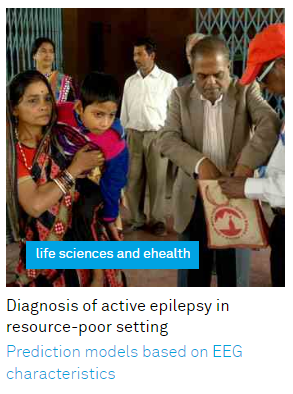 life sciences and ehealth
Diagnosis of active epilepsy in
resource-poor setting
Prediction models based on EEG
characteristics